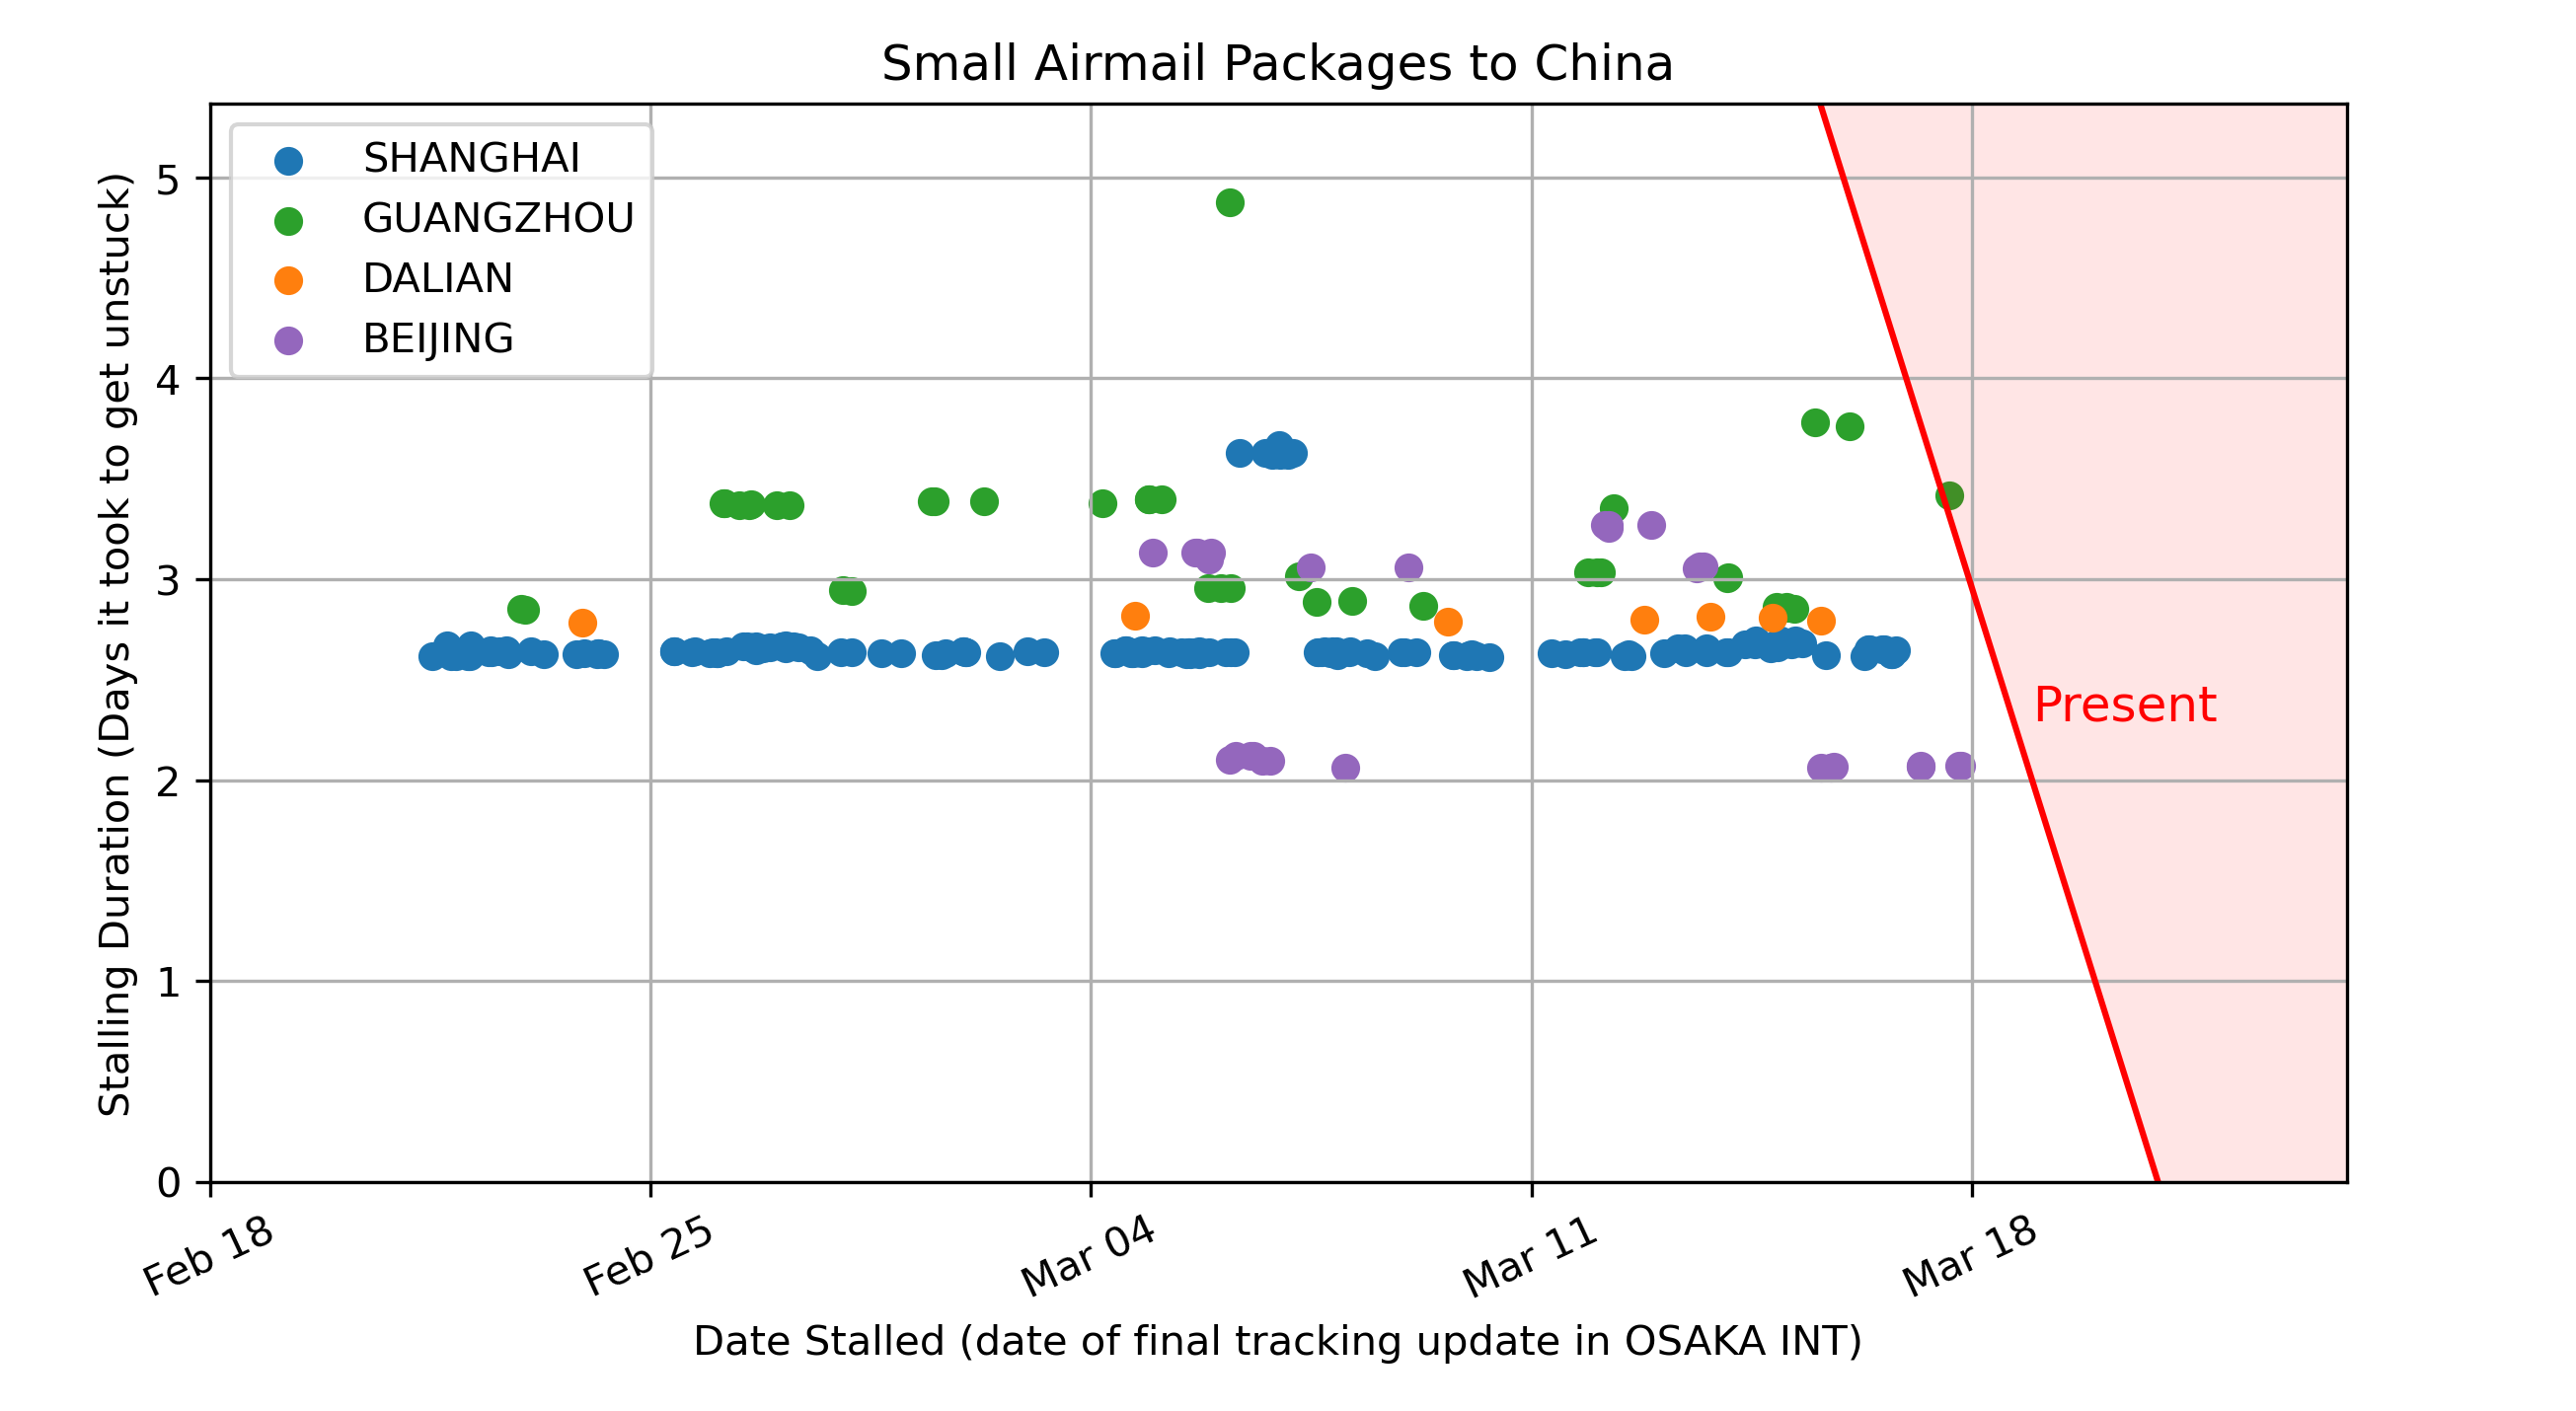 Small Airmail Packages to China
SHANGHAI
GUANGZHOU
DALIAN
BEIJING
Stalling Duration (Days it took to get unstuck)
5
4
3
2
1
0
Present
Feb 18
Feb 25
Mar 04
Mar 11
Mar 18
Date Stalled (date of final tracking update in OSAKA INT)